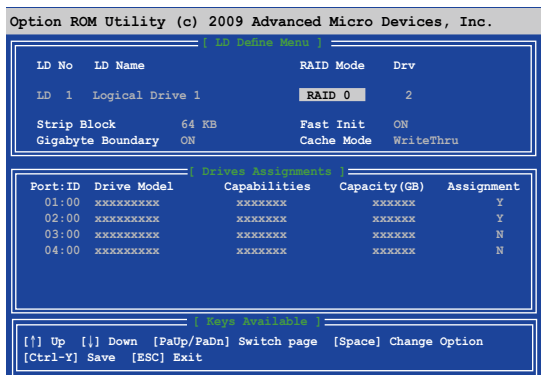 Option ROM Utility (c) 2009 Advanced Micro Devices, Inc.
[ LD Define Menu ]
LD No LD Name RAID Mode Drv
LD 1 Logical Drive 1 RAID 0 2
Strip Block 64 KB Fast Init ON
Gigabyte Boundary ON Cache Mode WriteThru
[ Drives Assignments ]
Port:ID Drive Model Capabilities Capacity(GB) Assignment
01:00 xxxxxxxxx xxxxxxx xxxxxx Y
02:00 xxxxxxxxx xxxxxxx xxxxxx Y
03:00 xxxxxxxxx xxxxxxx xxxxxx N
04:00 xxxxxxxxx xxxxxxx xxxxxx N
[ Keys Available ]
[↑] Up [↓] Down [PaUp/PaDn] Switch page [Space] Change Option
[Ctrl-Y] Save [ESC] Exit